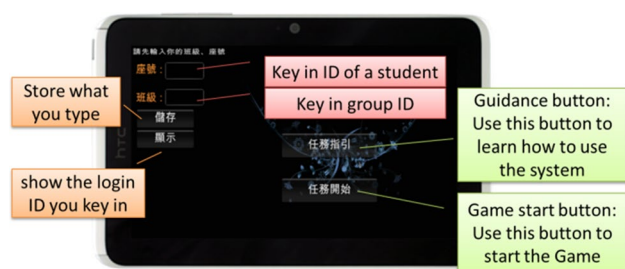 請先輸入你的班級、座號
座號：
Key in ID of a student
班級：
Key in group ID
Store what
you type
儲存
顯示
show the login
ID you key in
任務指引
Guidance button:
Use this button to
learn how to use
the system
任務開始
Game start button:
Use this button to
start the Game
hTC